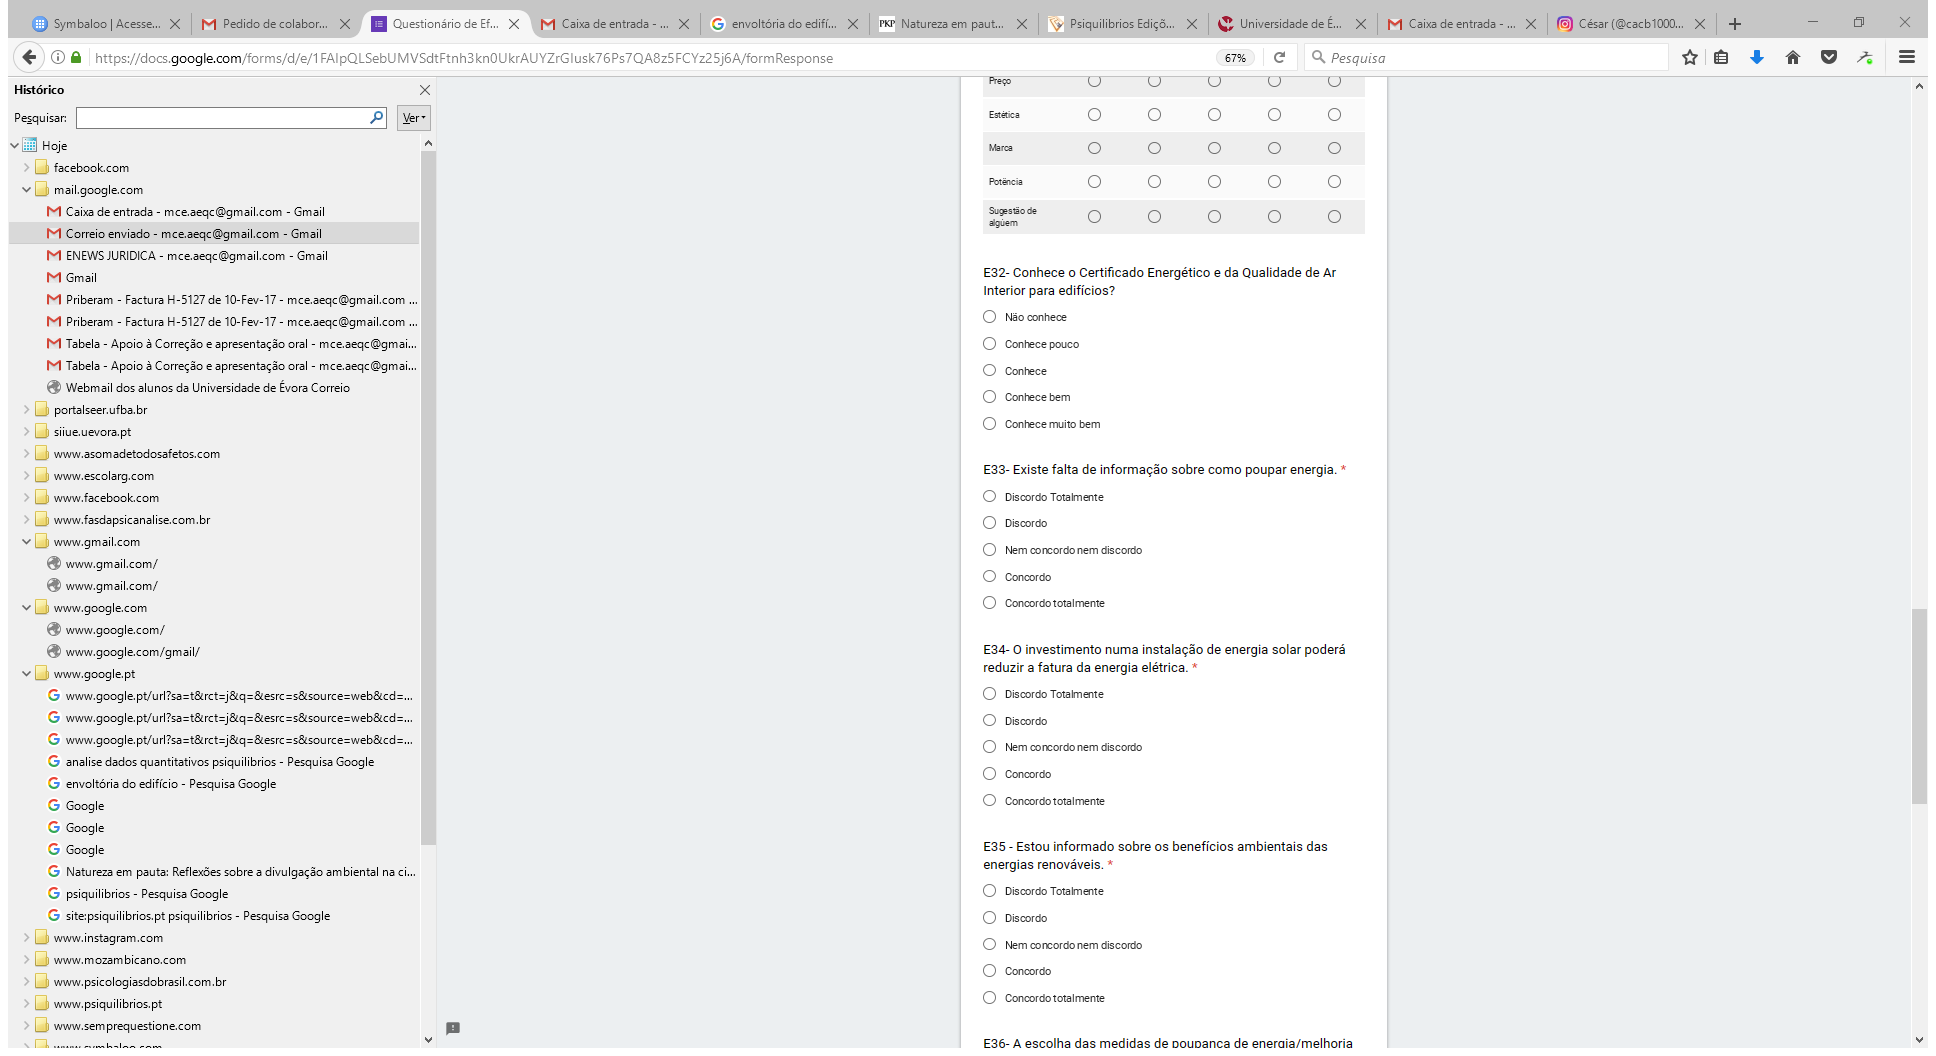 Symbaloo | Acesse...
Pedido de colabor...
Questionário de Ef...
Caixa de entrada - ...
envoltória do edifí...
PKP Natureza em paut...
Psiquilibrios Ediçõ...
Universidade de É...
Caixa de entrada - ...
César (@cacb1000...
https://docs.google.com/forms/d/e/1FAIpQLSebUMVSdtFtnh3kn0UkrAUYZrGIusk76Ps7QA8z5FCYz25j6A/formResponse
67%
Pesquisa
Histórico
Pesquisar:
Ver
Hoje
facebook.com
mail.google.com
Caixa de entrada - mce.aeqc@gmail.com - Gmail
Correio enviado - mce.aeqc@gmail.com - Gmail
ENEWS JURIDICA - mce.aeqc@gmail.com - Gmail
Gmail
Priberam - Factura H-5127 de 10-Fev-17 - mce.aeqc@gmail.com ...
Priberam - Factura H-5127 de 10-Fev-17 - mce.aeqc@gmail.com ...
Tabela - Apoio à Correção e apresentação oral - mce.aeqc@gmai...
Tabela - Apoio à Correção e apresentação oral - mce.aeqc@gmai...
Webmail dos alunos da Universidade de Évora Correio
portalseer.ufba.br
siiue.uevora.pt
www.asomadetodosafetos.com
www.escolarg.com
www.facebook.com
www.fasdapsicanalise.com.br
www.gmail.com
www.gmail.com/
www.gmail.com/
www.google.com
www.google.com/
www.google.com/gmail/
www.google.pt
www.google.pt/url?sa=t&rct=j&q=&esrc=s&source=web&cd=...
www.google.pt/url?sa=t&rct=j&q=&esrc=s&source=web&cd=...
www.google.pt/url?sa=t&rct=j&q=&esrc=s&source=web&cd=...
analise dados quantitativos psiquilibrios - Pesquisa Google
envoltória do edifício - Pesquisa Google
Google
Google
Google
Natureza em pauta: Reflexões sobre a divulgação ambiental na ci...
psiquilibrios - Pesquisa Google
site:psiquilibrios.pt psiquilibrios - Pesquisa Google
www.instagram.com
www.mozambicano.com
www.psicologiasdobrasil.com.br
www.psiquilibrios.pt
www.semprequestione.com
www.symbaloo.com
Preço
Estética
Marca
Potência
Sugestão de
algúem
E32- Conhece o Certificado Energético e da Qualidade de Ar
Interior para edifícios?
Não conhece
Conhece pouco
Conhece
Conhece bem
Conhece muito bem
E33- Existe falta de informação sobre como poupar energia. *
Discordo Totalmente
Discordo
Nem concordo nem discordo
Concordo
Concordo totalmente
E34- O investimento numa instalação de energia solar poderá
reduzir a fatura da energia elétrica. *
Discordo Totalmente
Discordo
Nem concordo nem discordo
Concordo
Concordo totalmente
E35 - Estou informado sobre os benefícios ambientais das
energias renováveis. *
Discordo Totalmente
Discordo
Nem concordo nem discordo
Concordo
Concordo totalmente
E36- A escolha das medidas de poupança de energia/melhoria